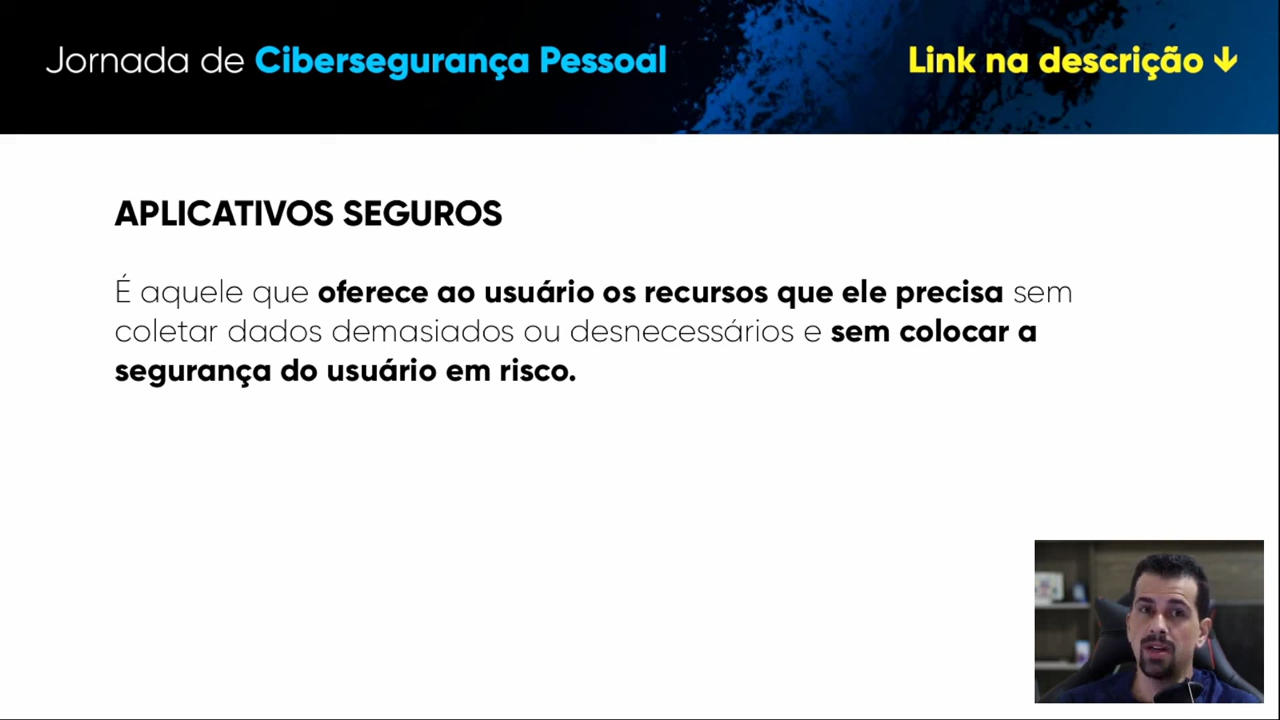 Jornada de Cibersegurança Pessoal
Link na descrição ↓
APLICATIVOS SEGUROS
É aquele que oferece ao usuário os recursos que ele precisa sem
coletar dados demasiados ou desnecessários e sem colocar a
segurança do usuário em risco.